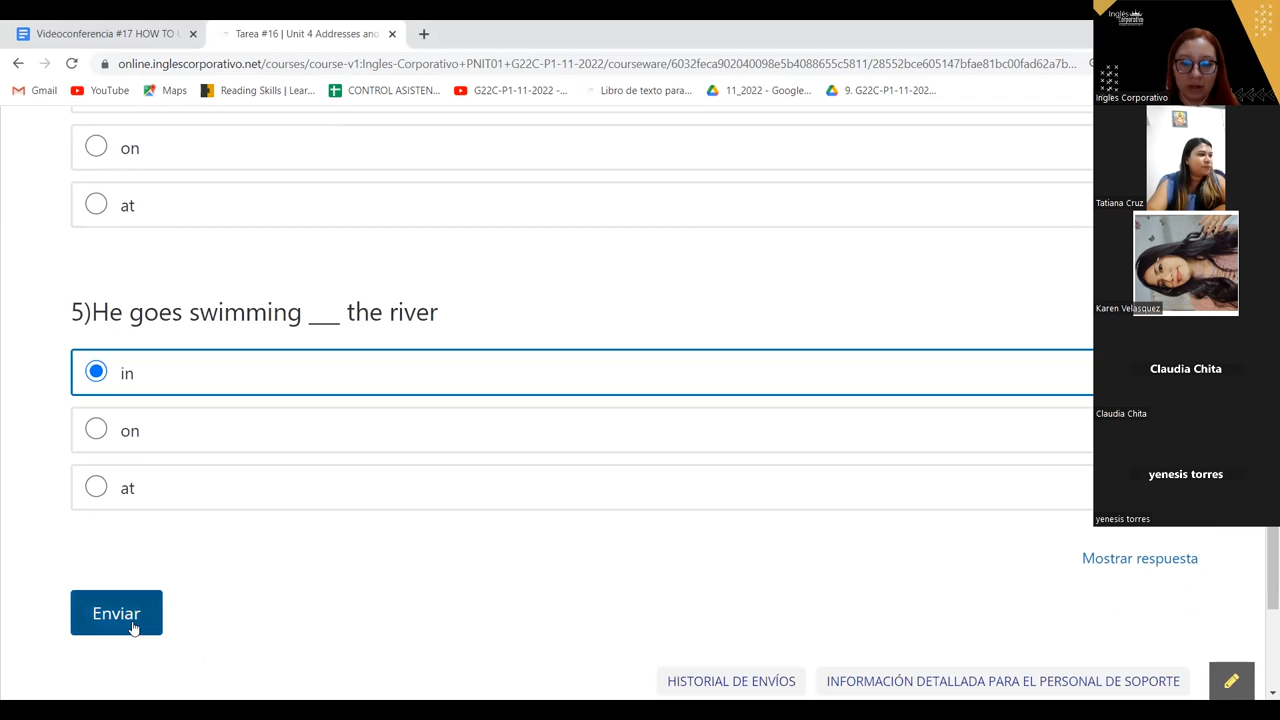 Videoconferencia #17 HOW TO U
Tarea #16 | Unit 4 Addresses and
online.inglescorporativo.net/courses/course-v1:Ingles-Corporativo+PNIT01+G22C-P1-11-2022/courseware/6032feca902040098e5b4088655c5811/28552bce605147bfae81bc00fad62a7b...
Gmail
YouTube
Maps
Reading Skills | Lear...
CONTROL ASISTEN...
G22C-P1-11-2022 -...
Libro de texto para...
11_2022 - Google...
9. G22C-P1-11-202...
on
at
5)He goes swimming ___ the river
in
on
at
Mostrar respuesta
Enviar
HISTORIAL DE ENVÍOS
INFORMACIÓN DETALLADA PARA EL PERSONAL DE SOPORTE
Inglés
Corporativo
Ingles Corporativo
Tatiana Cruz
Karen Velasquez
Claudia Chita
Claudia Chita
yenesis torres
yenesis torres